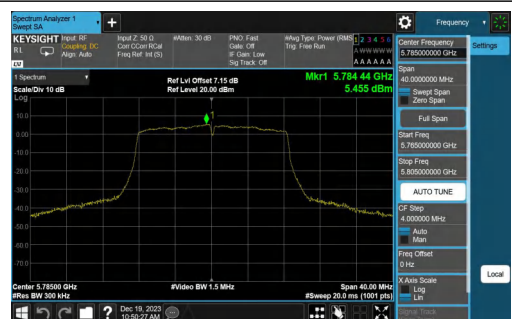 Spectrum Analyzer 1
Swept SA
Frequency
KEYSIGHT
RL
Input: RF
Coupling: DC
Align: Auto
Input Z: 50 Ω
Corr CCorr RCal
Freq Ref: Int (S)
#Atten: 30 dB
PNO: Fast
Gate: Off
IF Gain: Low
Sig Track: Off
#Avg Type: Power (RMS)
Trig: Free Run
1 2 3 4 5 6
A W W W W W
A A A A A A
1 Spectrum
Scale/Div 10 dB
Log
Ref Lvl Offset 7.15 dB
Ref Level 20.00 dBm
Mkr1 5.784 44 GHz
5.455 dBm
1
10.0
0.00
-10.0
-20.0
-30.0
-40.0
-50.0
-60.0
-70.0
Center 5.78500 GHz
#Res BW 300 kHz
#Video BW 1.5 MHz
Span 40.00 MHz
#Sweep 20.0 ms (1001 pts)
Center Frequency
5.785000000 GHz
Settings
Span
40.0000000 MHz
Swept Span
Zero Span
Full Span
Start Freq
5.765000000 GHz
Stop Freq
5.805000000 GHz
AUTO TUNE
CF Step
4.000000 MHz
Auto
Man
Freq Offset
0 Hz
X Axis Scale
Log
Lin
Signal Track
Local
Dec 19, 2023
10:50:27 AM